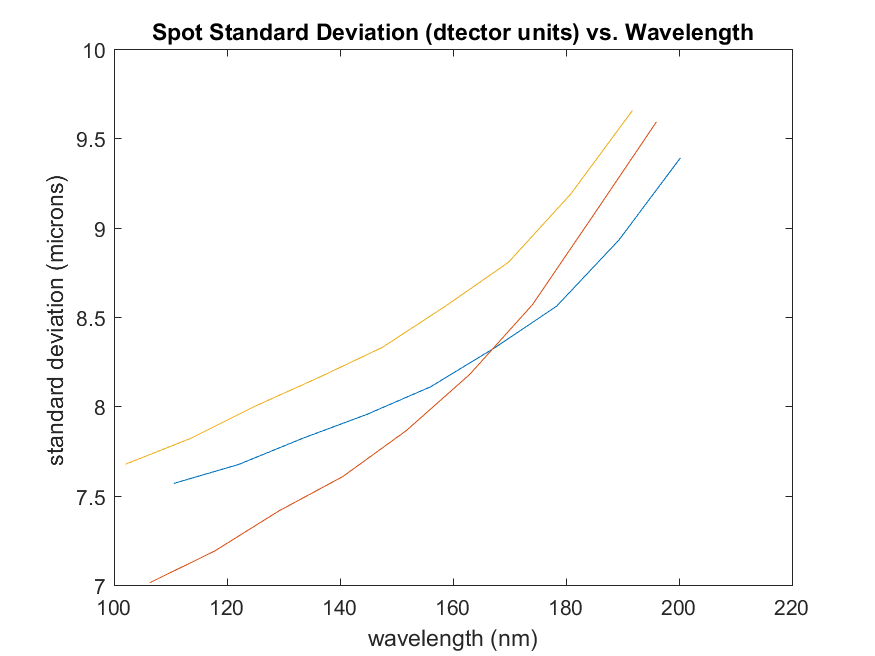 Spot Standard Deviation (dtector units) vs. Wavelength
10
9.5
9
8.5
8
7.5
7
standard deviation (microns)
100 120 140 160 180 200 220
wavelength (nm)